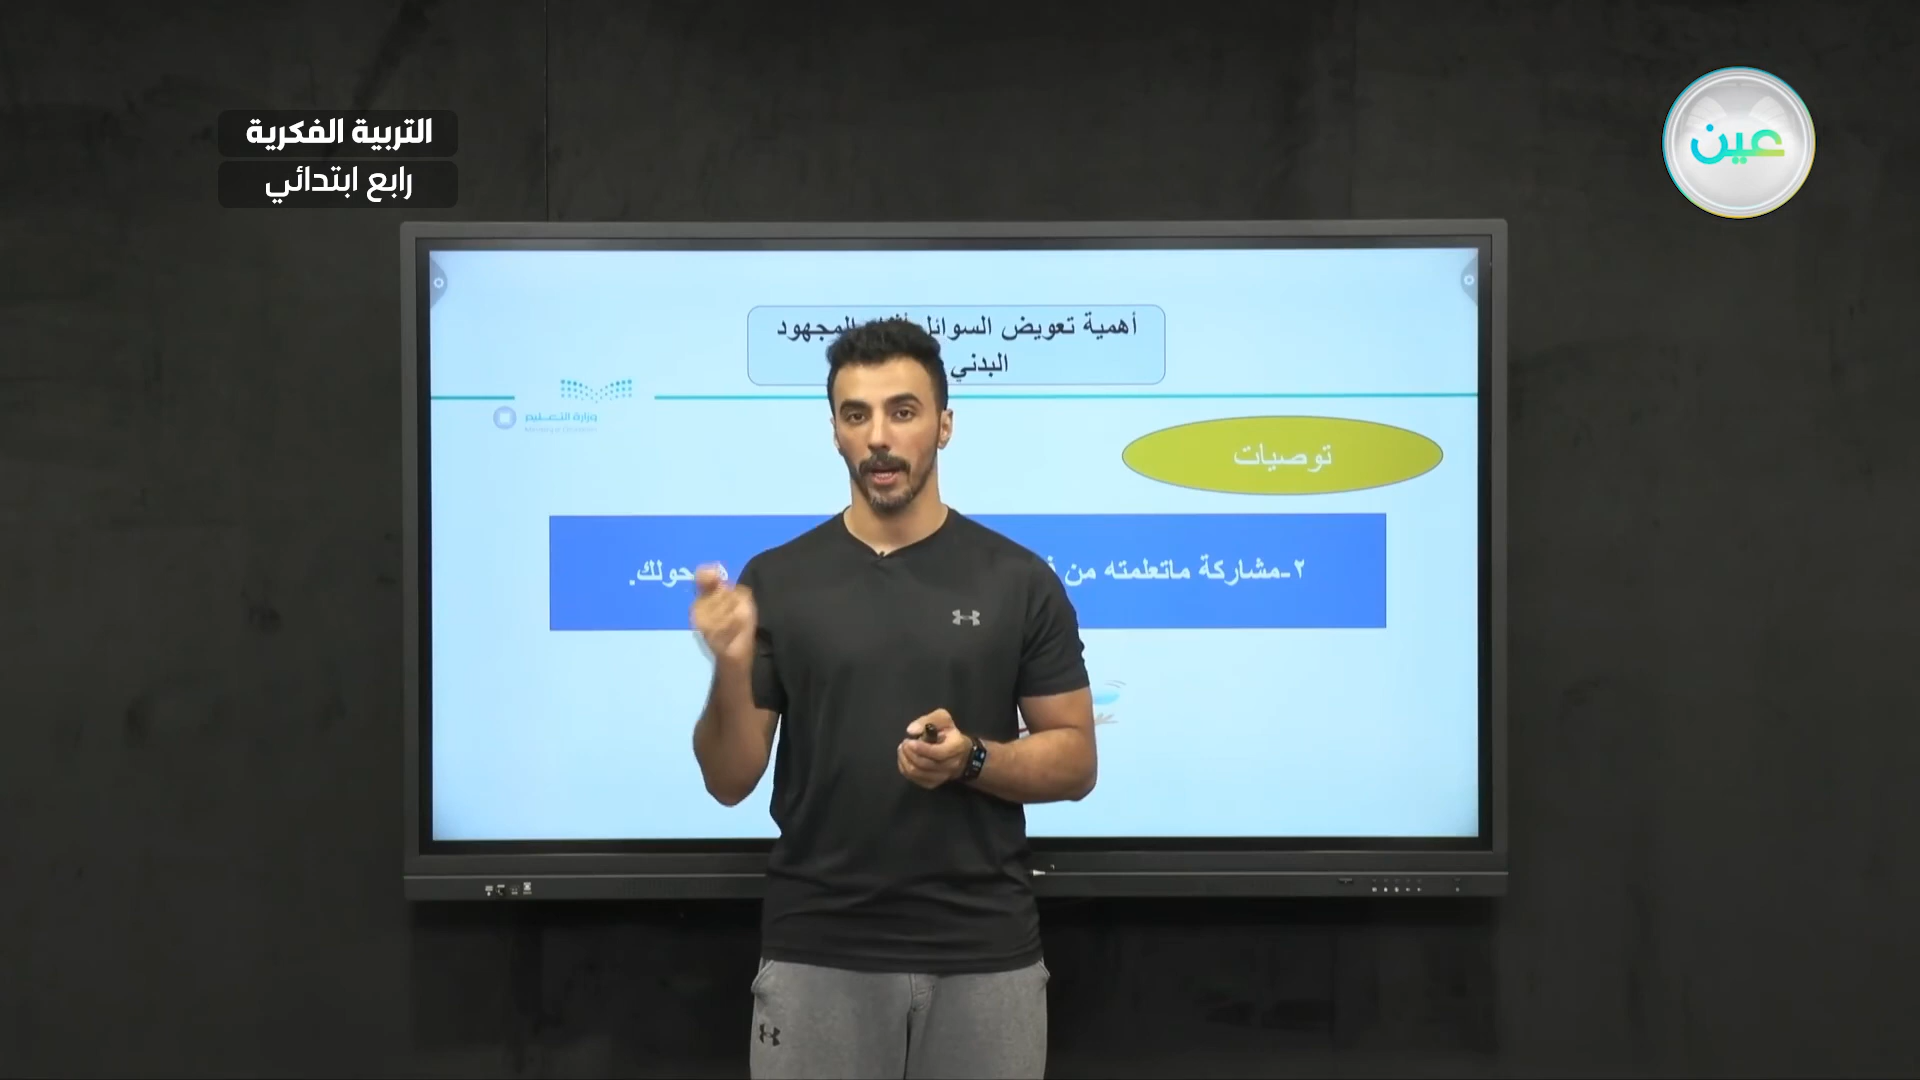 التربية الفكرية
رابع ابتدائي
عين
أهمية تعويض السوائل المجهود
البدني
وزارة التعليم
توصيات
٢-مشاركة ماتعلمته من حولك.